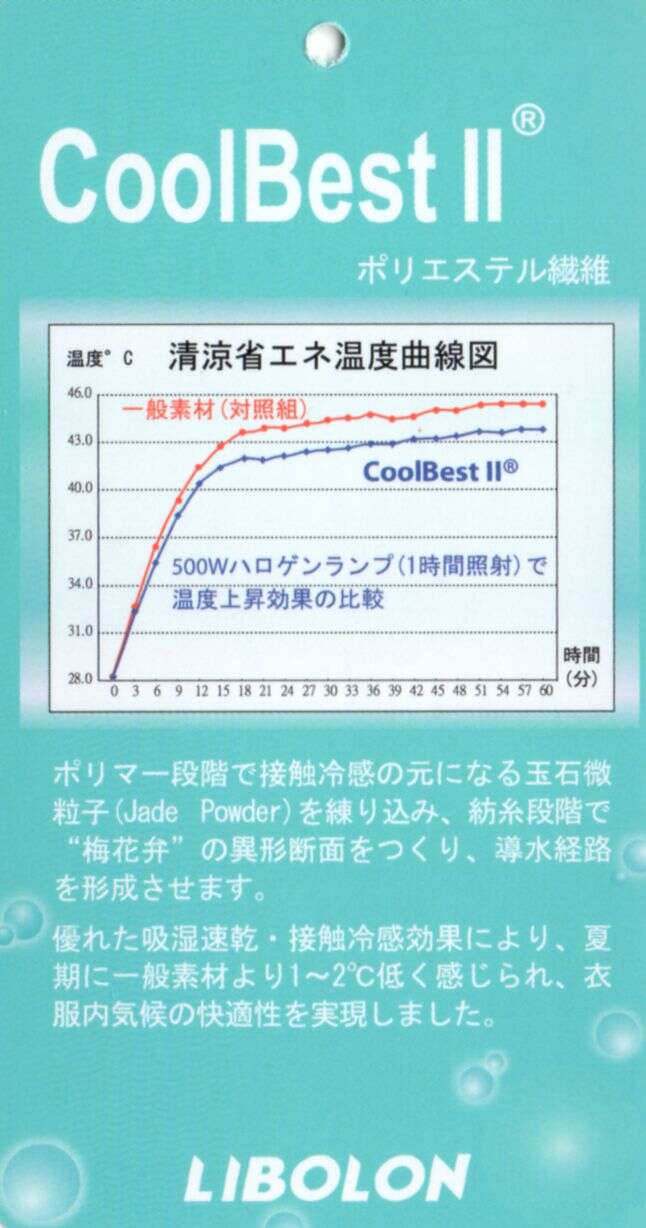 CoolBest II®
ポリエステル繊維
温度°C
清涼省エネ温度曲線図
46.0
一般素材(対照組)
43.0
CoolBest II®
40.0
37.0
500Wハロゲンランプ(1時間照射)で
34.0
温度上昇効果の比較
31.0
時間
28.0
(分)
0 3 6 9 12 15 18 21 24 27 30 33 36 39 42 45 48 51 54 57 60
ポリマー段階で接触冷感の元になる玉石微
粒子(Jade Powder)を練り込み、紡糸段階で
“梅花弁”の異形断面をつくり、導水経路
を形成させます。
優れた吸湿速乾・接触冷感効果により、夏
期に一般素材より1～2℃低く感じられ、衣
服内気候の快適性を実現しました。
LIBOLON